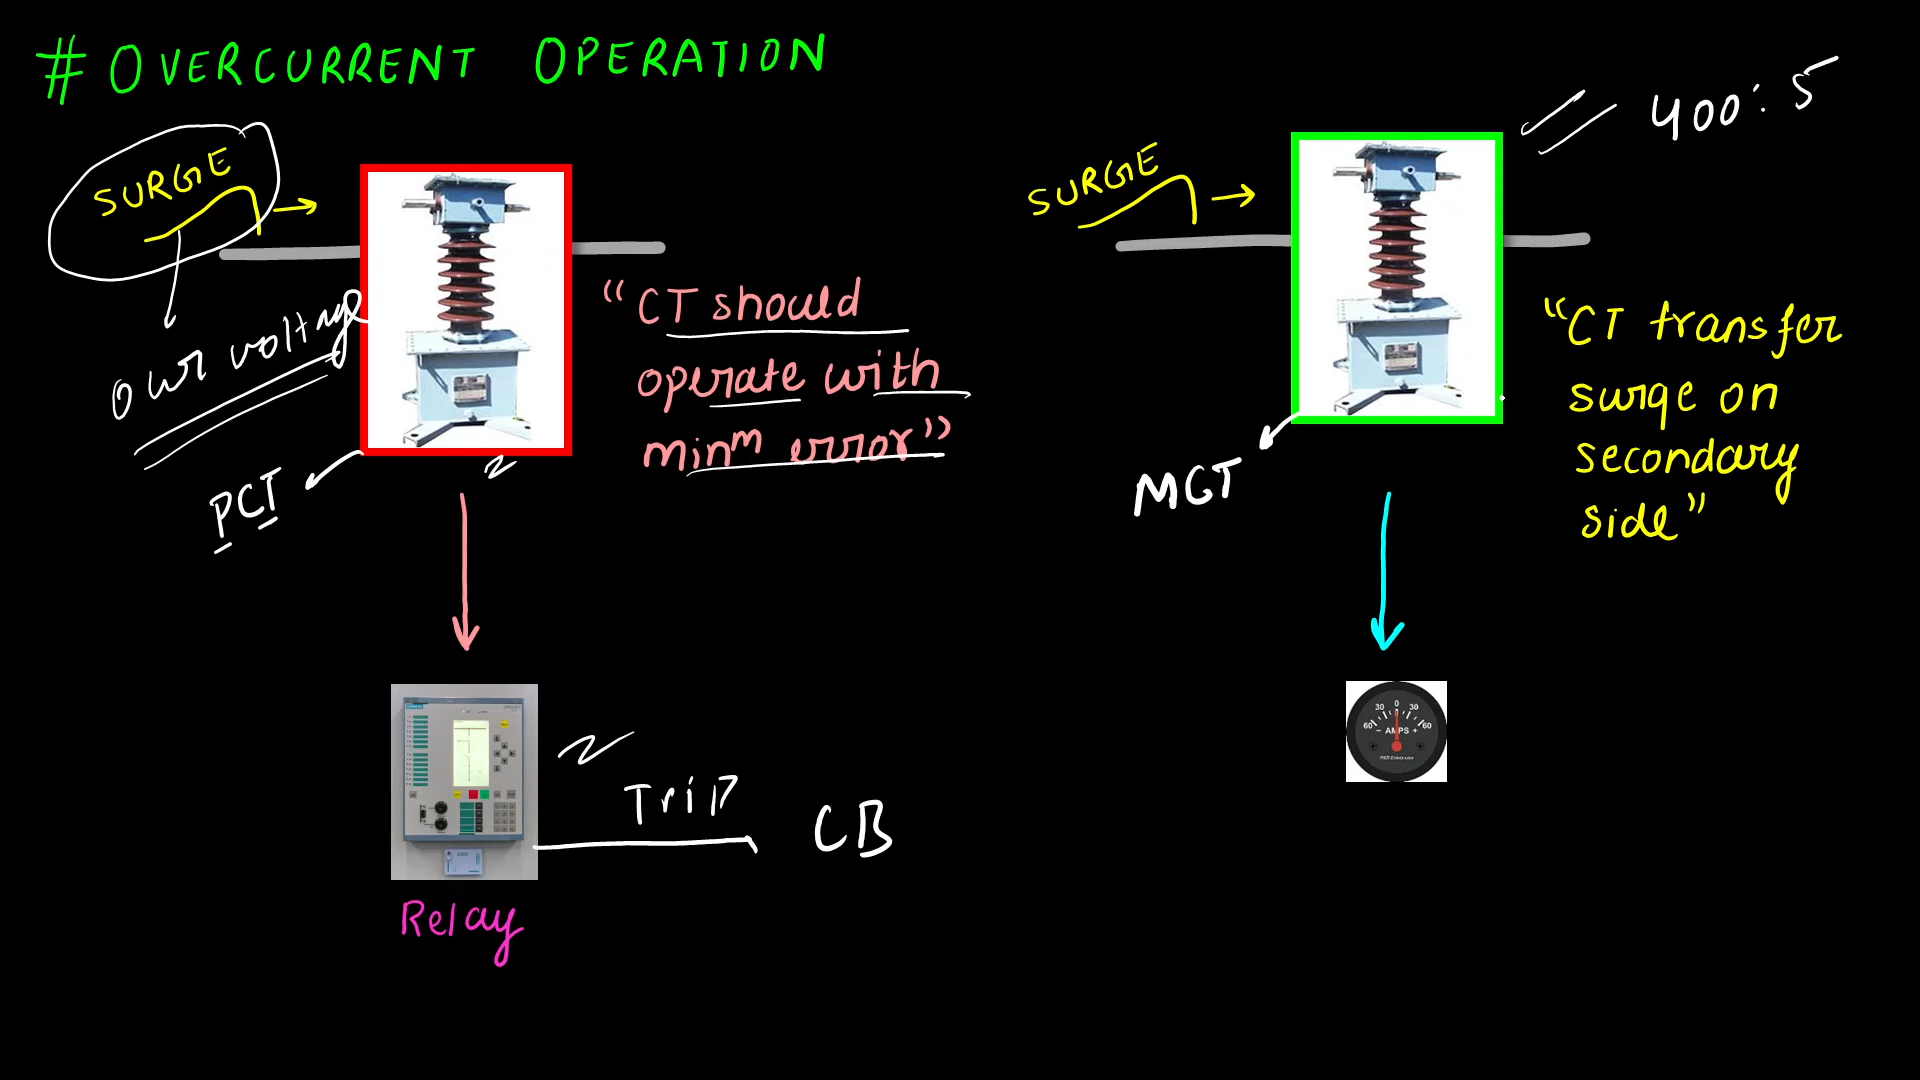 # OVERCURRENT OPERATION
SURGE
over voltage
PCT
"CT should
operate with
minᵐ error"
Relay
Trip
CB
SURGE
400:5
MCT
"CT transfer
surge on
secondary
side"
60 30 0 30 60
- AMPS +